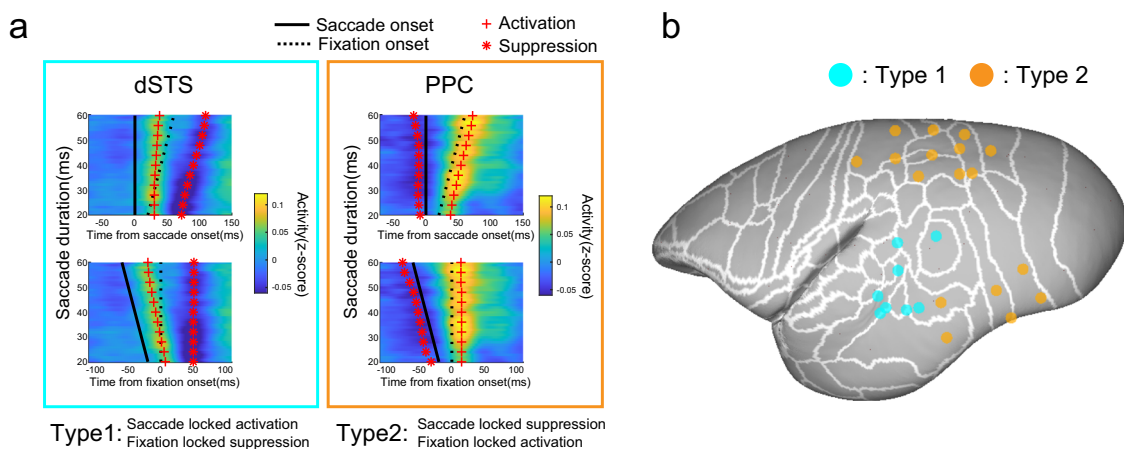 a
Saccade onset
Fixation onset
Activation
Suppression
dSTS
PPC
Saccade duration(ms)
60
50
40
30
20
-50 0 50 100 150
Time from saccade onset(ms)
60
50
40
30
20
-100 -50 0 50 100
Time from fixation onset(ms)
0.1
0.05
0
-0.05
Activity(z-score)
Saccade duration(ms)
60
50
40
30
20
-100 -50 0 50 100 150
Time from saccade onset(ms)
60
50
40
30
20
-100 -50 0 50 100
Time from fixation onset(ms)
0.1
0.05
0
-0.05
Activity(z-score)
Type1: Saccade locked activation
Fixation locked suppression
Type2: Saccade locked suppression
Fixation locked activation
b
: Type 1 : Type 2